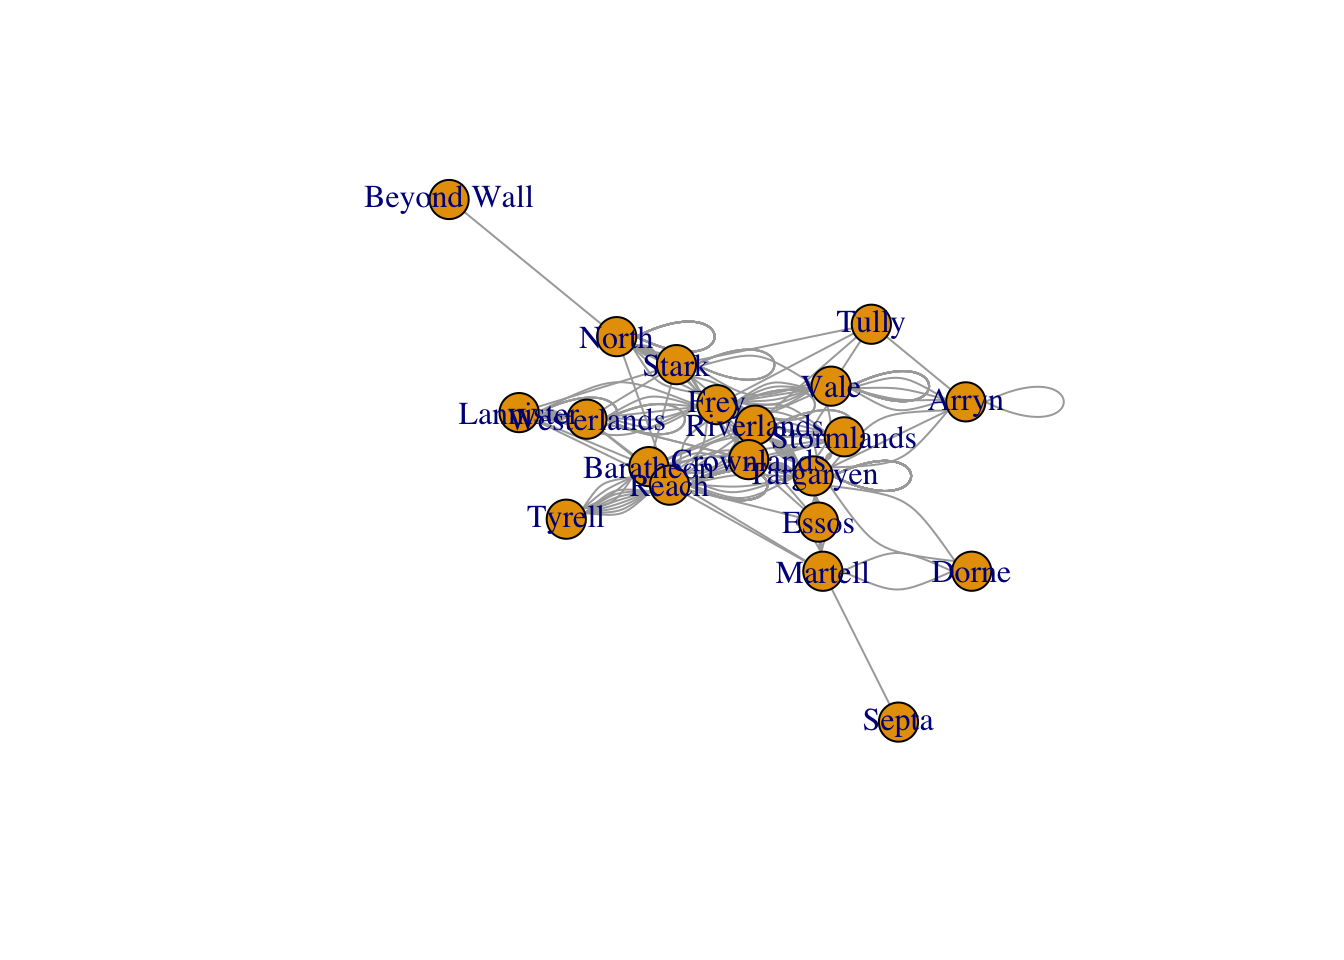 Beyond Wall
Tully
North
Stark
Vale
Frey
Arryn
Lannister
Westerlands
Riverlands
Stormlands
Crownlands
Baratheon
Targaryen
Reach
Tyrell
Essos
Martell
Dorne
Septa